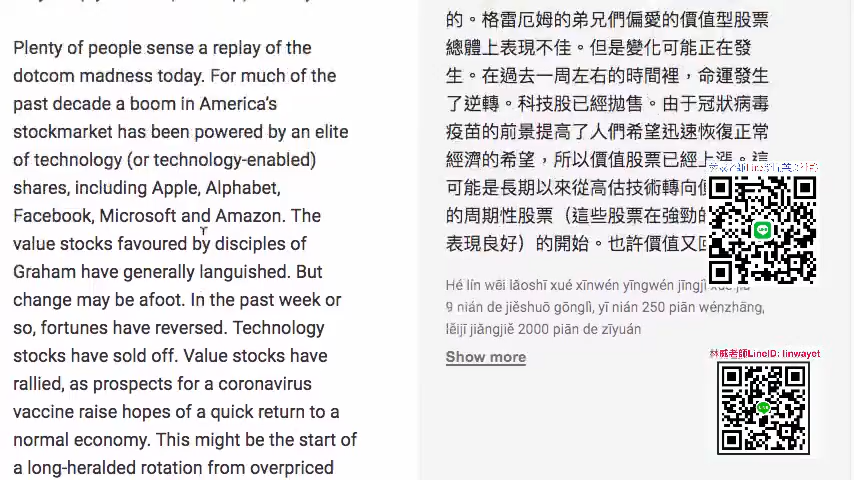 Plenty of people sense a replay of the
dotcom madness today. For much of the
past decade a boom in America's
stockmarket has been powered by an elite
of technology (or technology-enabled)
shares, including Apple, Alphabet,
Facebook, Microsoft and Amazon. The
value stocks favoured by disciples of
Graham have generally languished. But
change may be afoot. In the past week or
so, fortunes have reversed. Technology
stocks have sold off. Value stocks have
rallied, as prospects for a coronavirus
vaccine raise hopes of a quick return to a
normal economy. This might be the start of
a long-heralded rotation from overpriced
的。格雷厄姆的弟兄們偏愛的價值型股票
總體上表現不佳。但是變化可能正在發
生。在過去一周左右的時間裡，命運發生
了逆轉。科技股已經拋售。由于冠狀病毒
疫苗的前景提高了人們希望迅速恢復正常
經濟的希望，所以價值股票已經上漲。這
可能是長期以來從高估技術轉向
的周期性股票（這些股票在強勁的
表現良好）的開始。也許價值又
Hé lín wēi lǎoshī xué xīnwén yīngwén jīngjì xué jiā
9 nián de jiěshuō gōnglì, yī nián 250 piān wénzhāng,
lěijī jiǎngjiě 2000 piān de zīyuán
Show more
林威老師LineID: linwayet